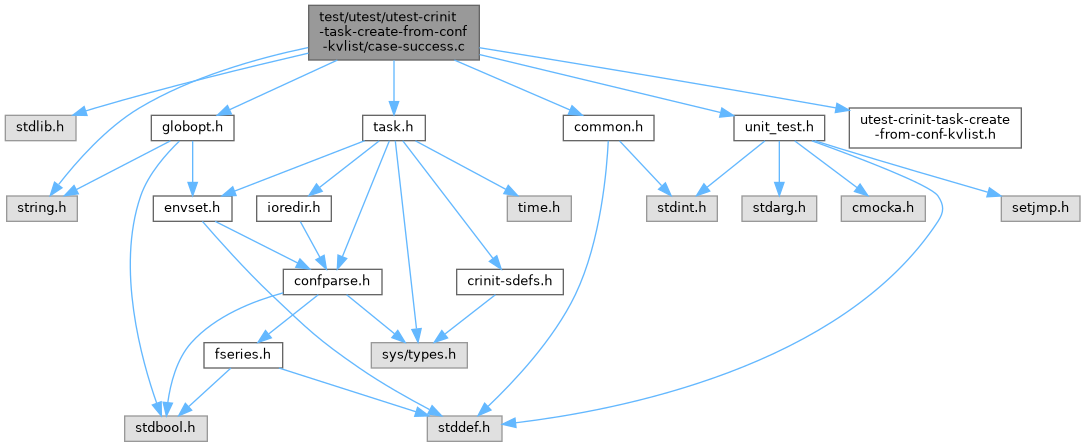 test/utest/utest-crinit
-task-create-from-conf
-kvlist/case-success.c
stdlib.h
globopt.h
task.h
common.h
unit_test.h
utest-crinit-task-create
-from-conf-kvlist.h
string.h
envset.h
ioredir.h
time.h
stdint.h
stdarg.h
cmocka.h
setjmp.h
confparse.h
crinit-sdefs.h
fseries.h
sys/types.h
stdbool.h
stddef.h